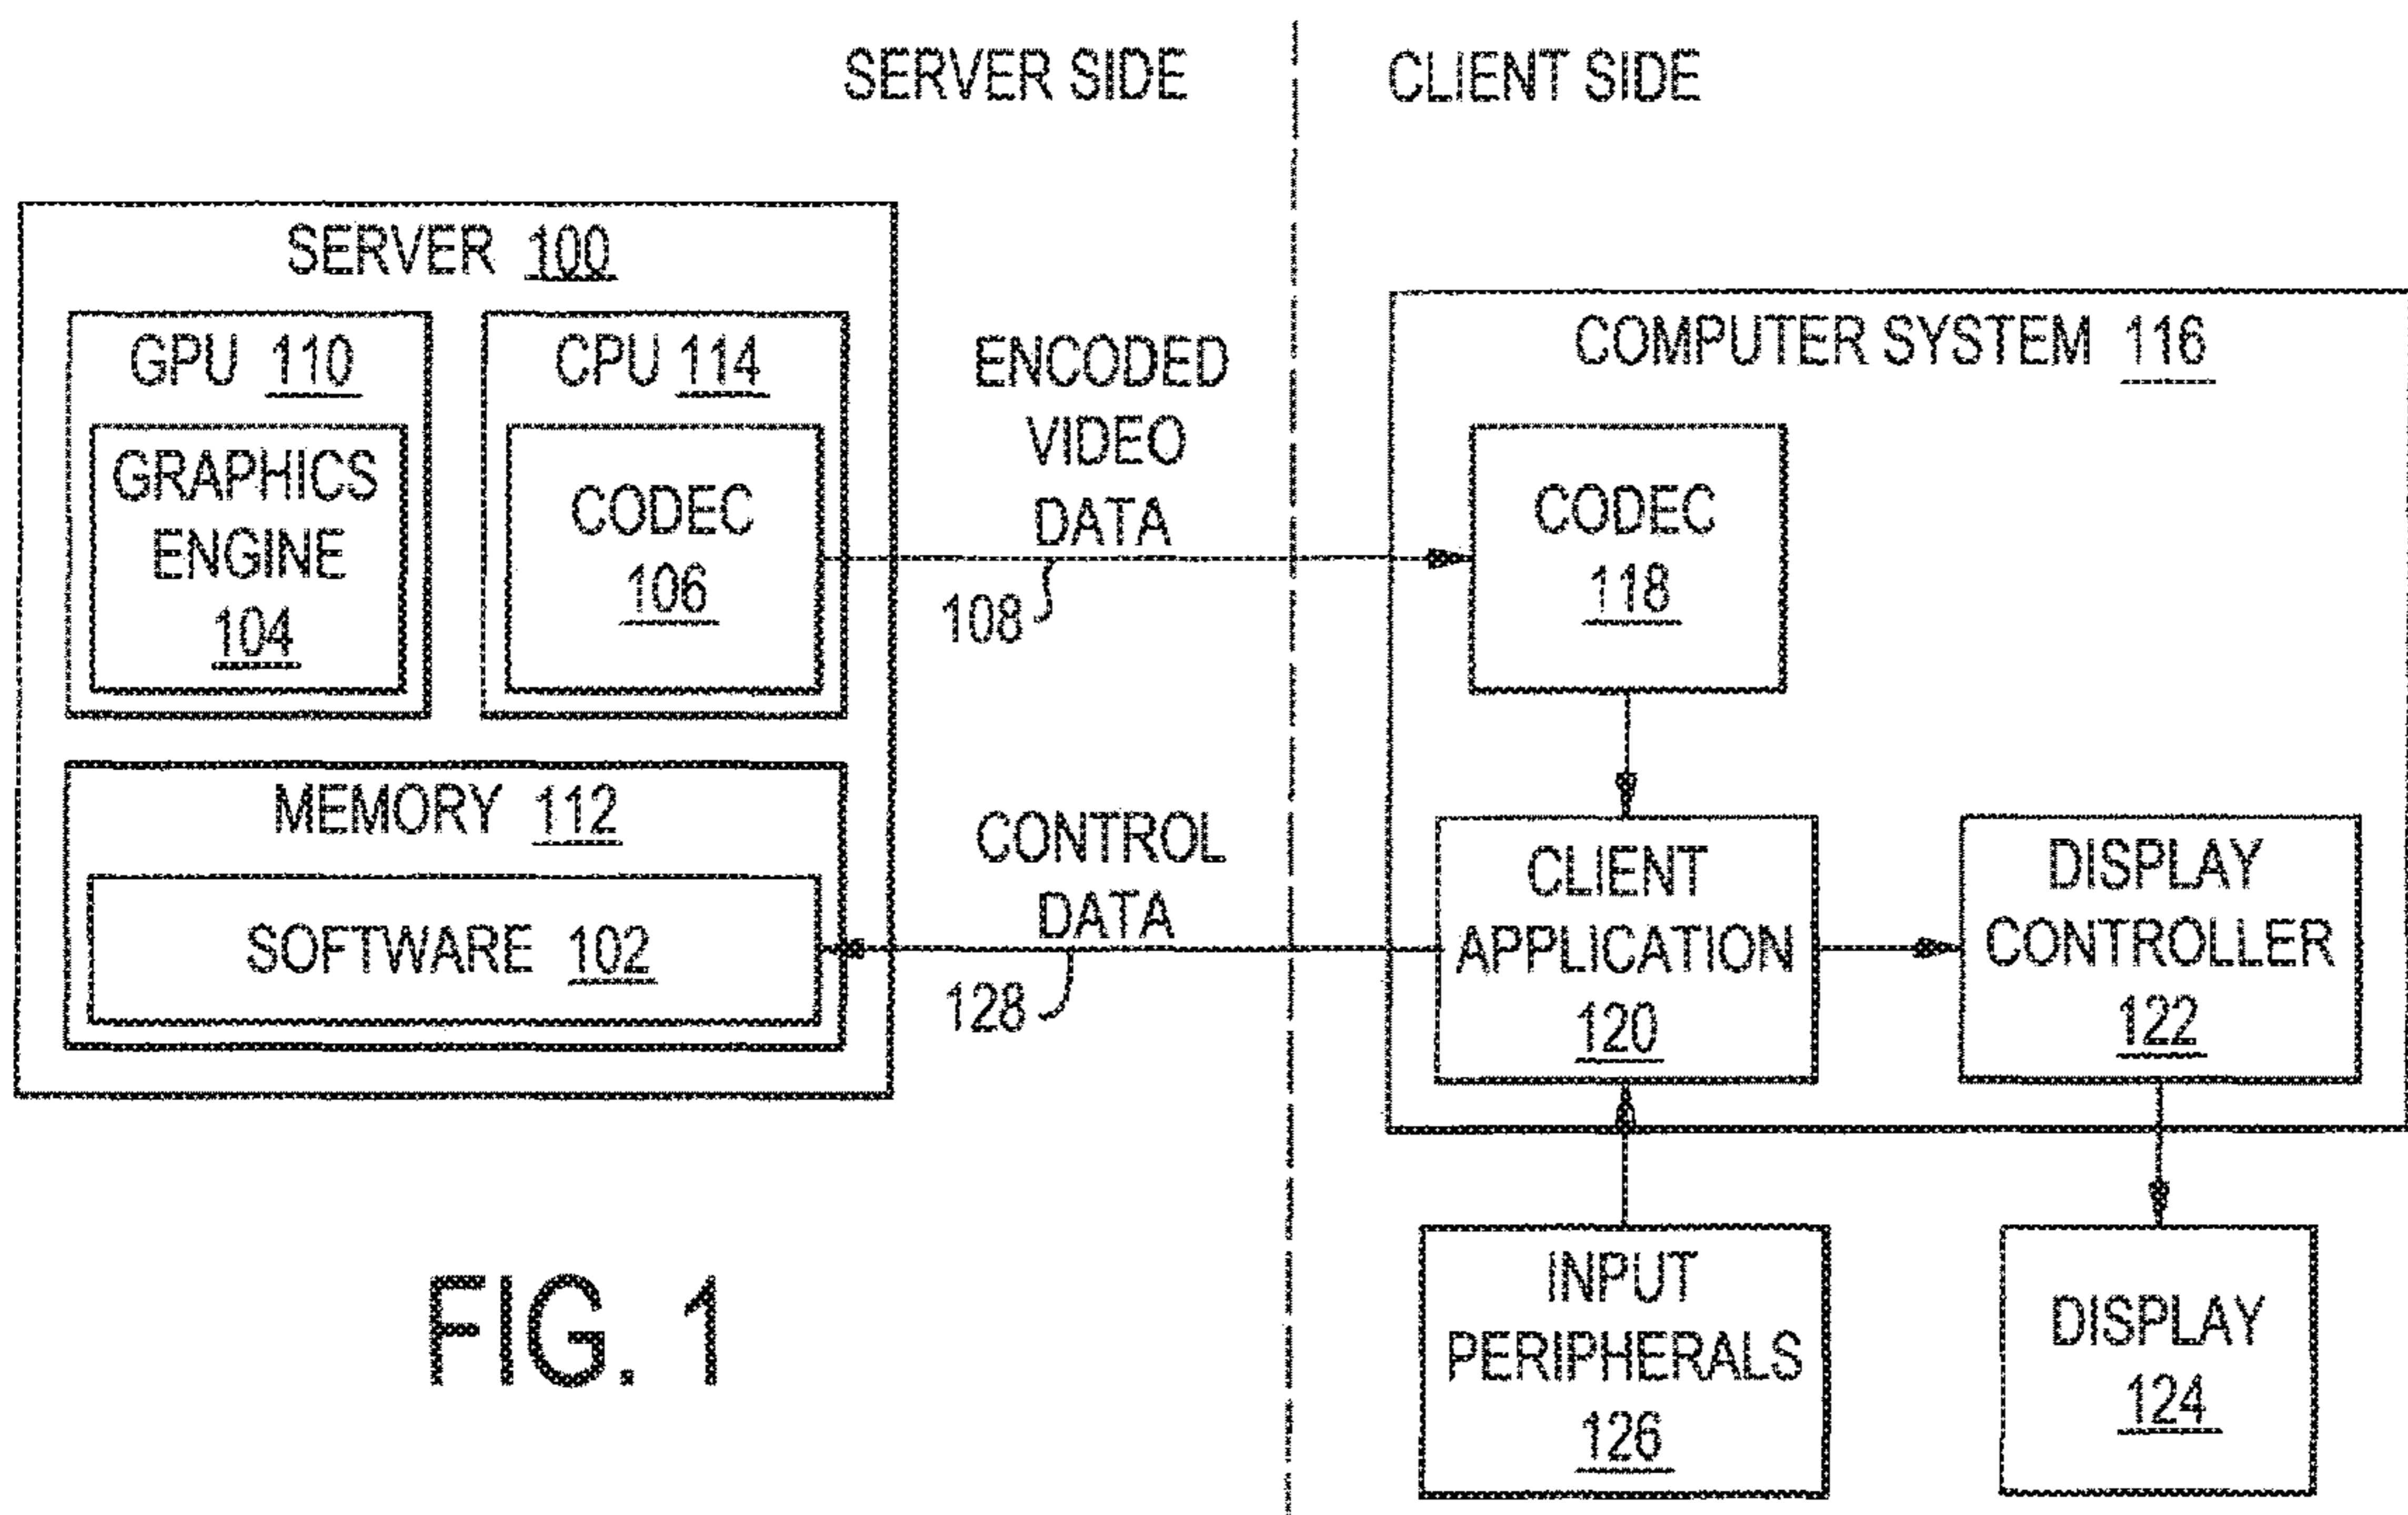 SERVER SIDE
CLIENT SIDE
SERVER 100
GPU 110
GRAPHICS
ENGINE
104
CPU 114
CODEC
106
MEMORY 112
SOFTWARE 102
ENCODED
VIDEO
DATA
108
CONTROL
DATA
128
COMPUTER SYSTEM 116
CODEC
118
CLIENT
APPLICATION
120
DISPLAY
CONTROLLER
122
INPUT
PERIPHERALS
126
DISPLAY
124
FIG. 1